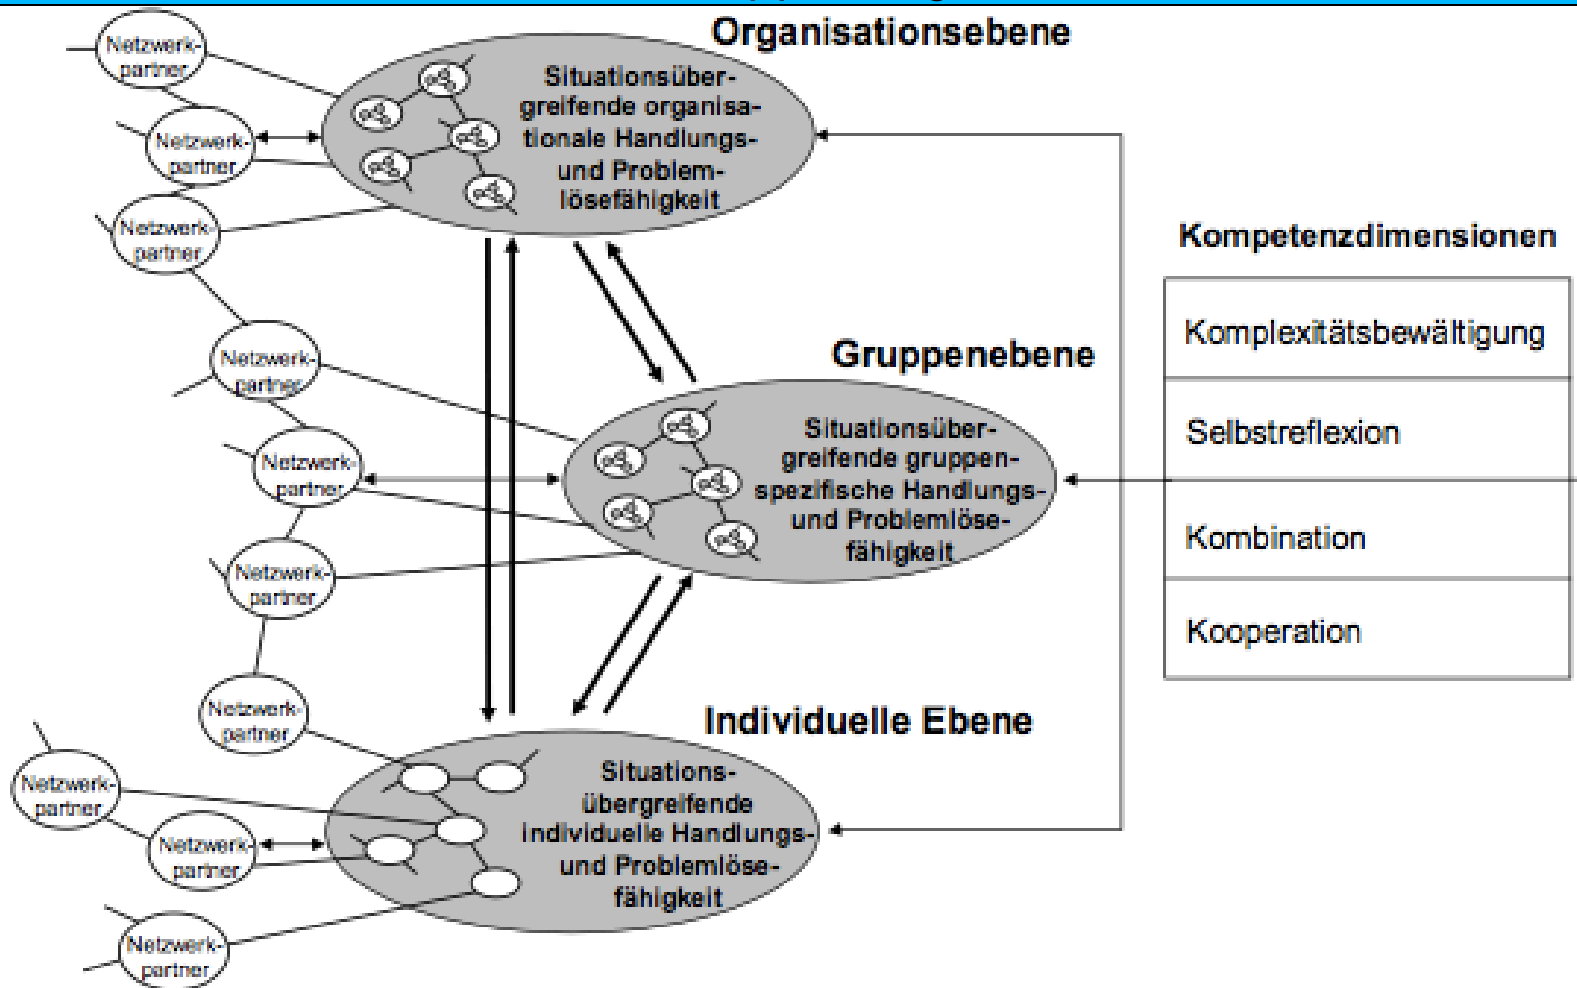 Organisationsebene
Situationsüber-
greifende organisa-
tionale Handlungs-
und Problem-
lösefähigkeit
Netzwerk-
partner
Netzwerk-
partner
Netzwerk-
partner
Kompetenzdimensionen
Komplexitätsbewältigung
Selbstreflexion
Kombination
Kooperation
Gruppenebene
Situationsüber-
greifende gruppen-
spezifische Handlungs-
und Problemlöse-
fähigkeit
Netzwerk-
partner
Netzwerk-
partner
Netzwerk-
partner
Netzwerk-
partner
Individuelle Ebene
Situations-
übergreifende
individuelle Handlungs-
und Problemlöse-
fähigkeit
Netzwerk-
partner
Netzwerk-
partner
Netzwerk-
partner